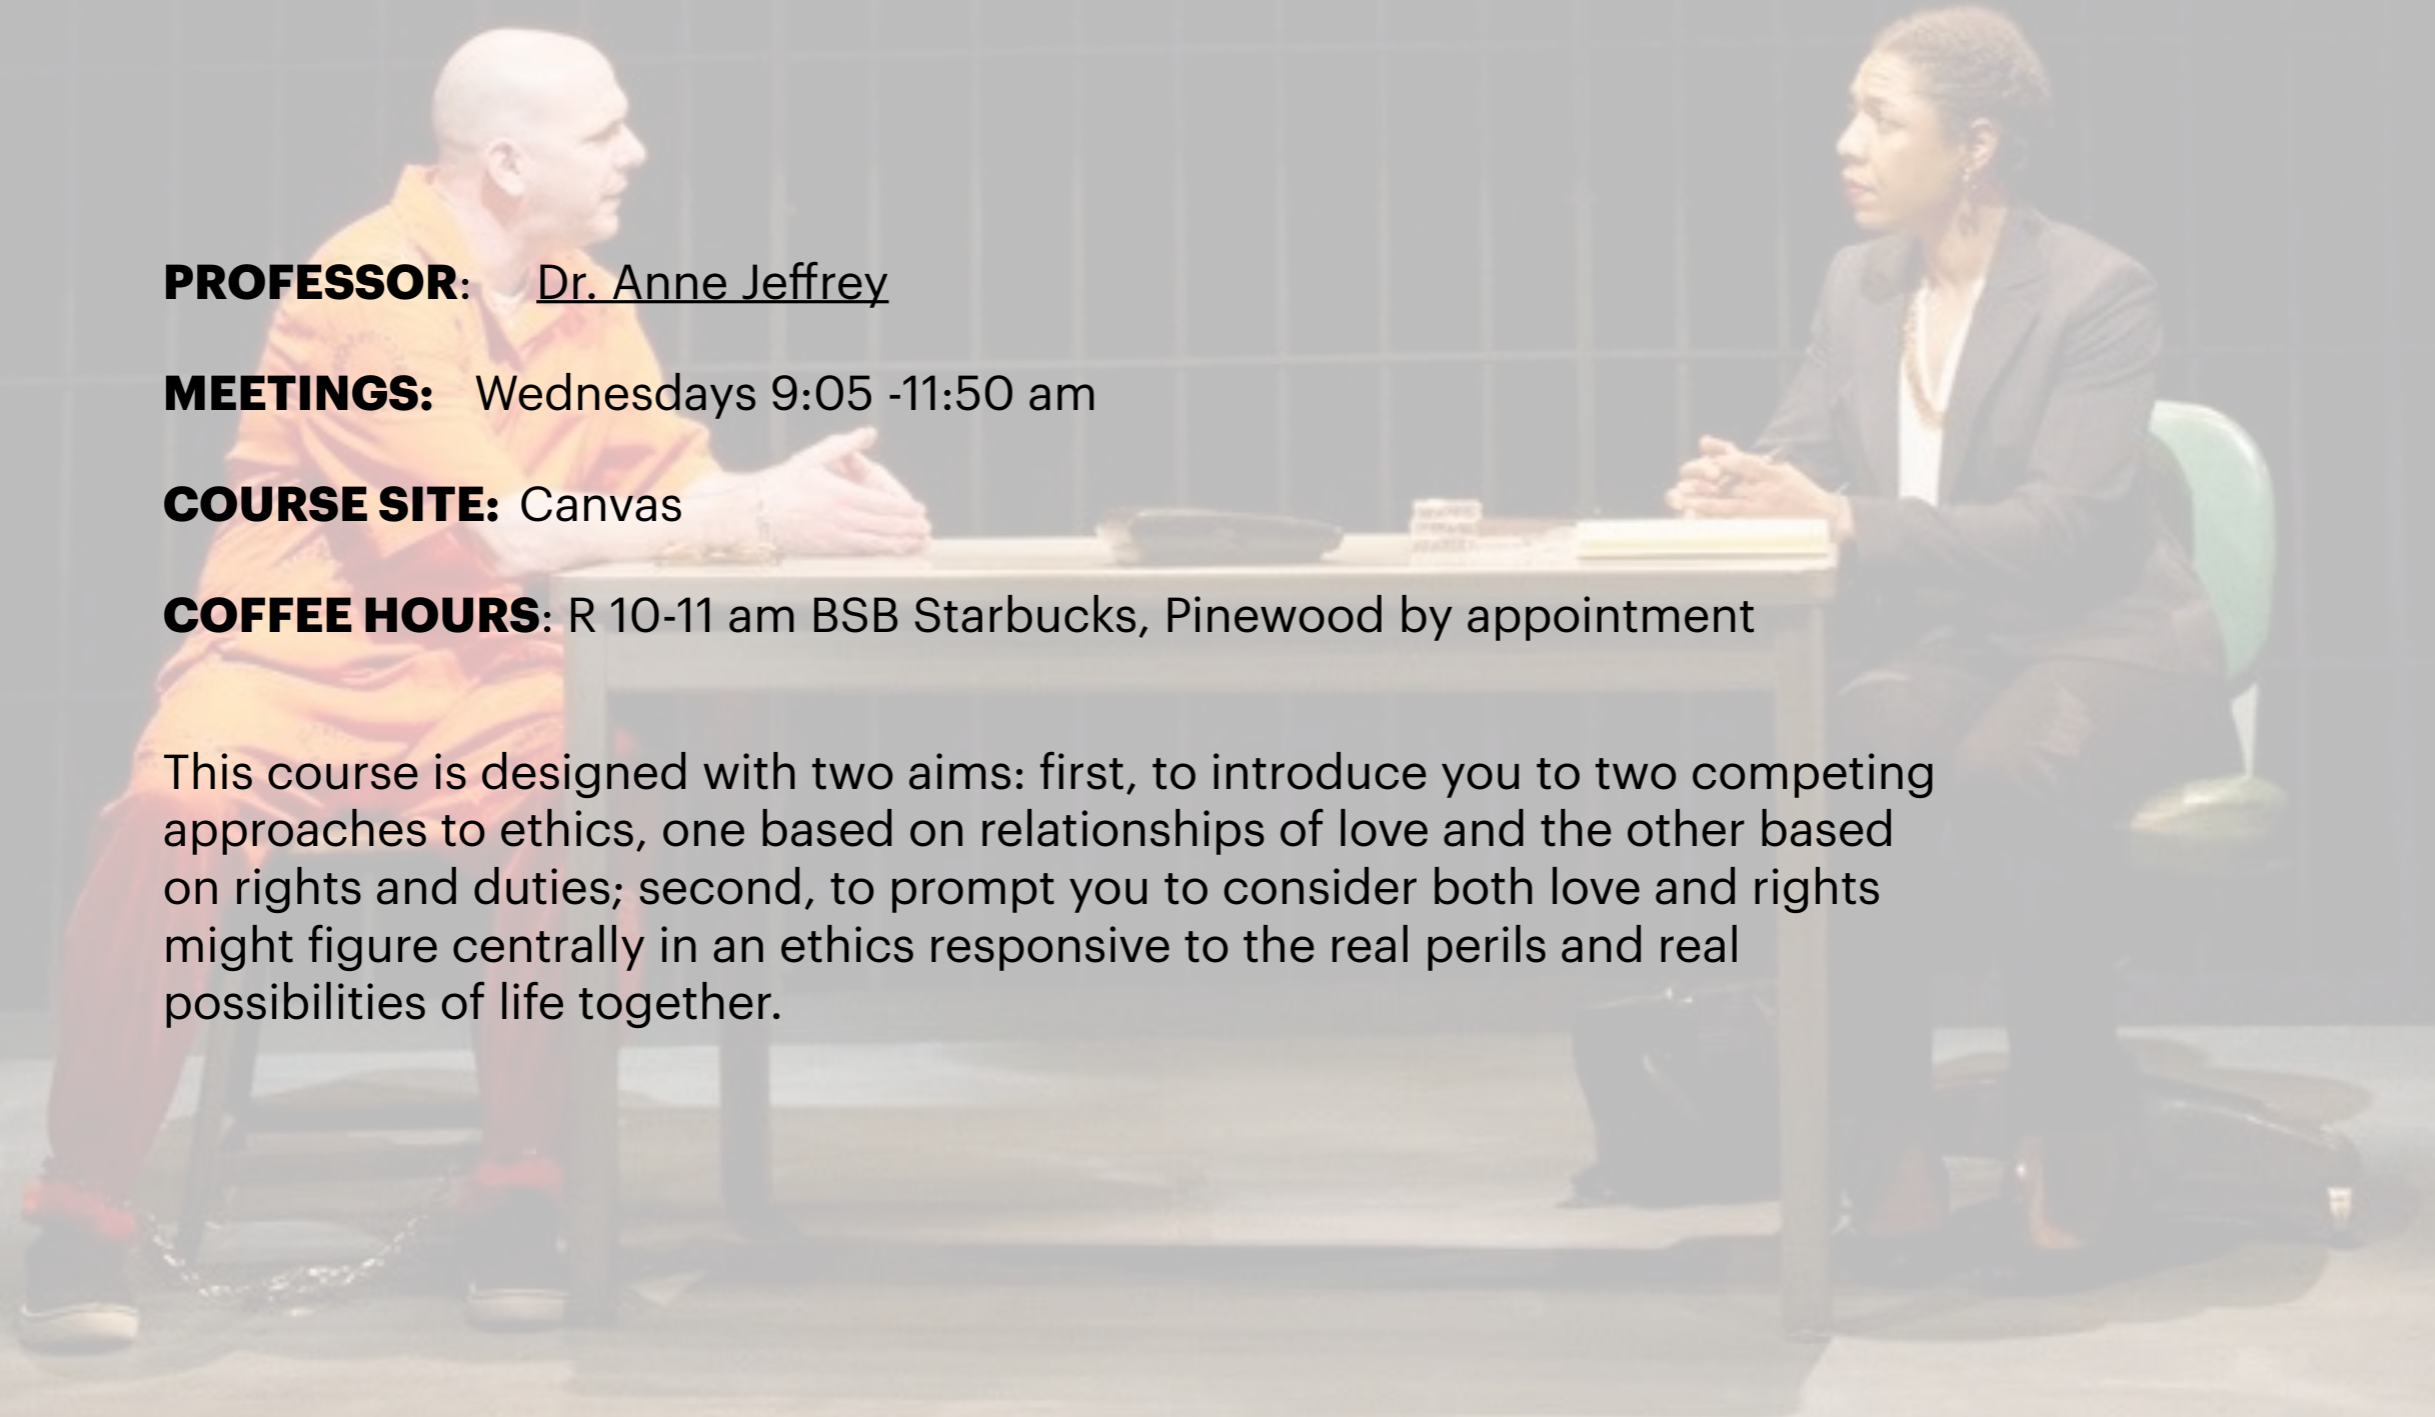 PROFESSOR: Dr. Anne Jeffrey
MEETINGS: Wednesdays 9:05 -11:50 am
COURSE SITE: Canvas
COFFEE HOURS: R 10-11 am BSB Starbucks, Pinewood by appointment
This course is designed with two aims: first, to introduce you to two competing
approaches to ethics, one based on relationships of love and the other based
on rights and duties; second, to prompt you to consider both love and rights
might figure centrally in an ethics responsive to the real perils and real
possibilities of life together.